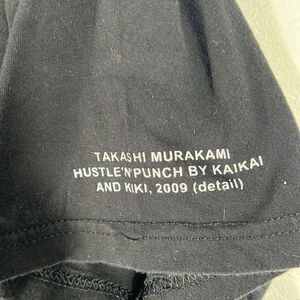 TAKASHI MURAKAMI
HUSTLE'N'PUNCH BY KAIKAI
AND KIKI, 2009 (detail)